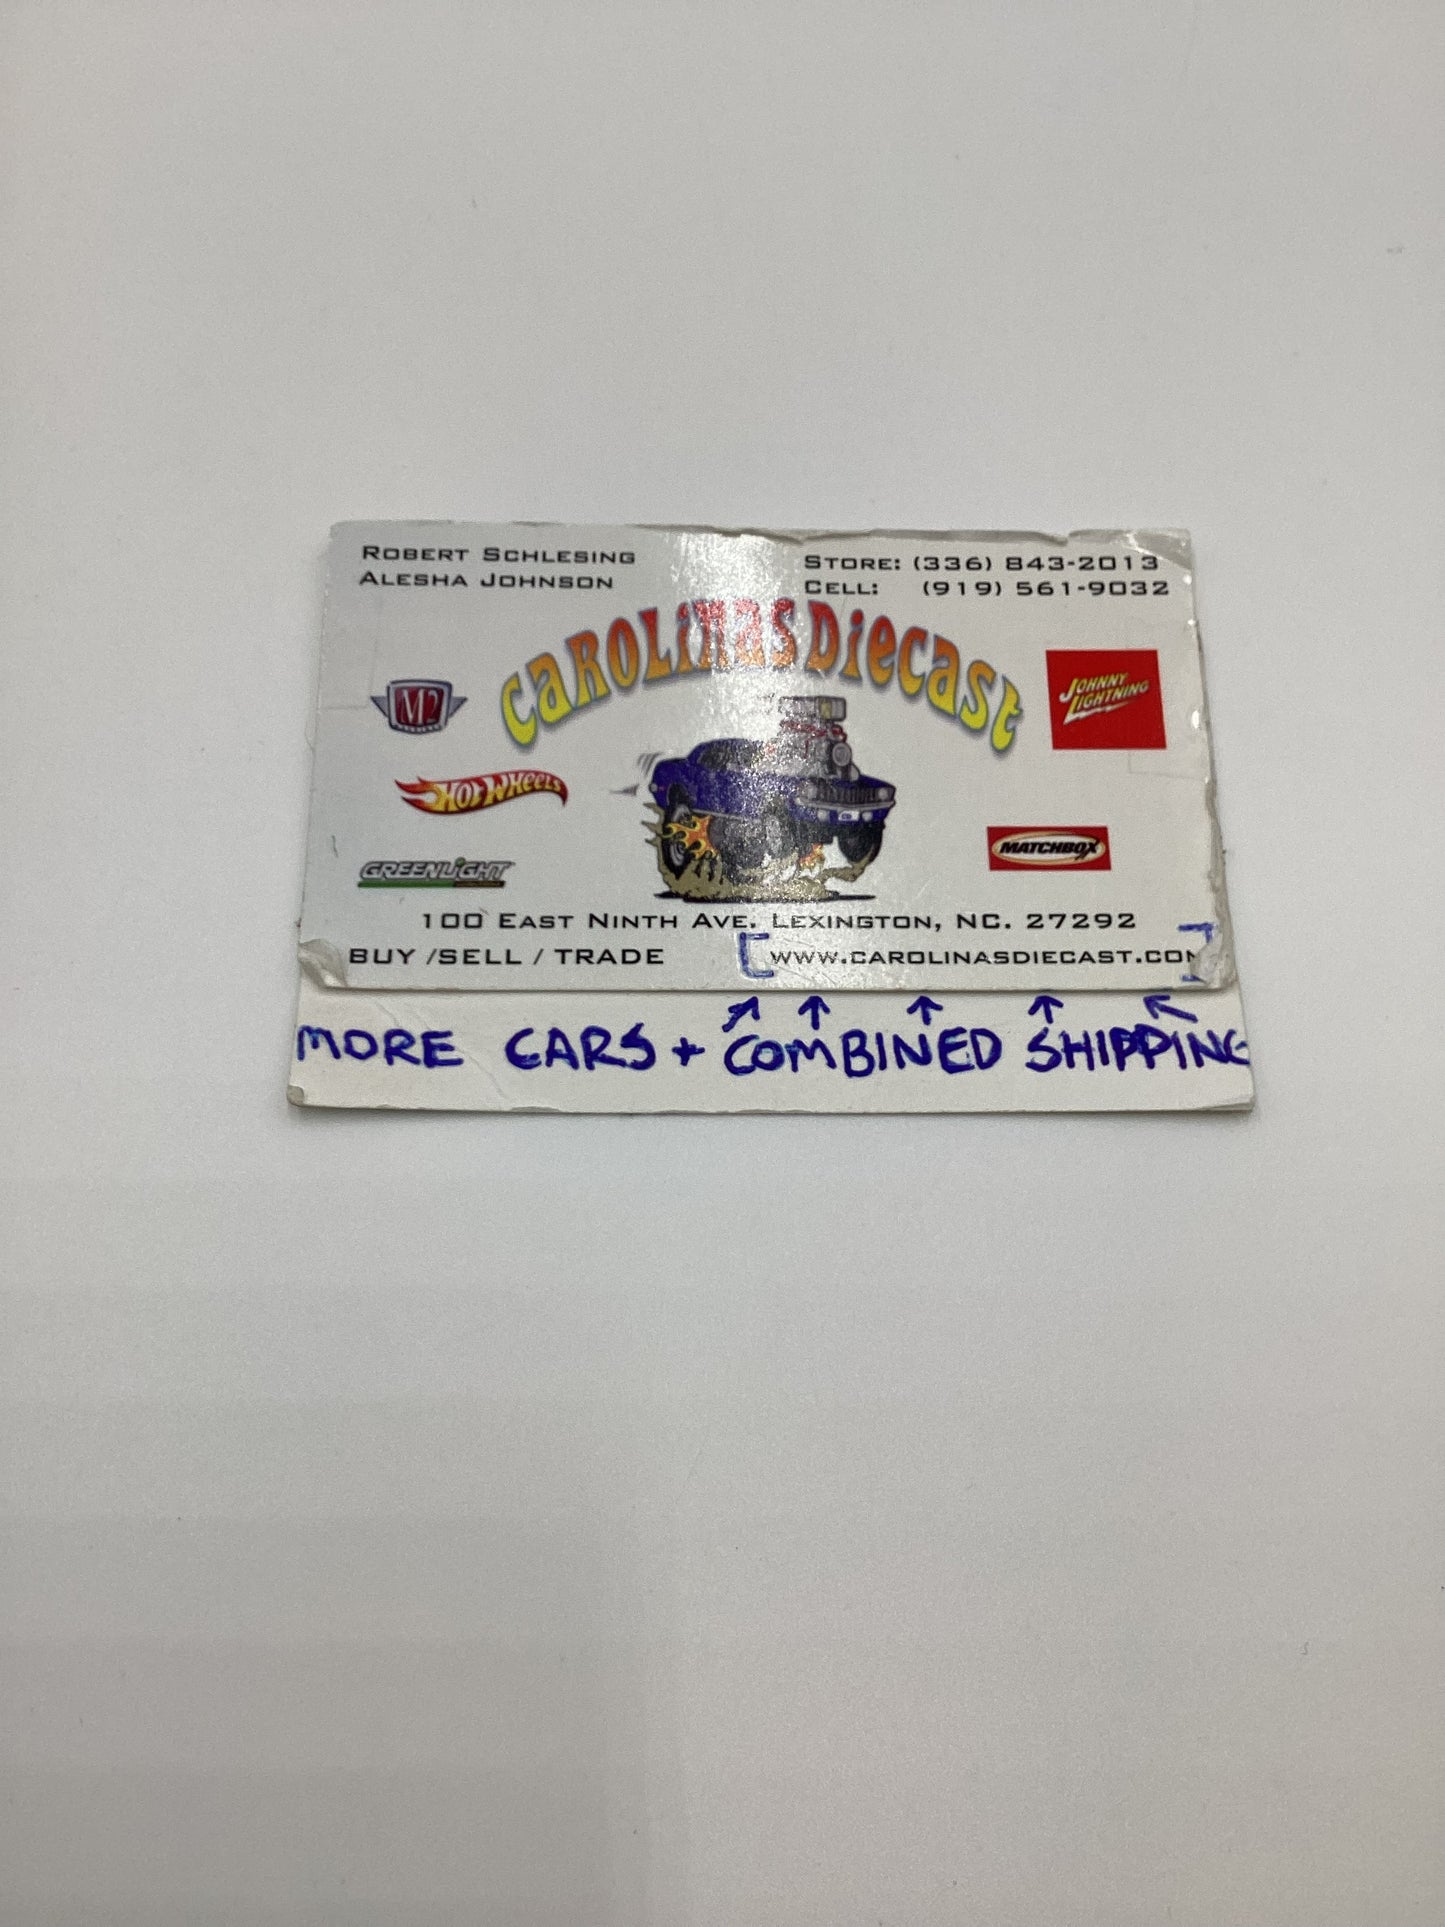 ROBERT SCHLESING
ALESHA JOHNSON
STORE: (336) 843-2013
CELL: (919) 561-9032
CAROLiNAS DiECAST
M2
JOHNNY LIGHTNING
HOT WHEELS
MATCHBOX
GREENLIGHT
100 EAST NINTH AVE. LEXINGTON, NC. 27292
BUY /SELL / TRADE
WWW.CAROLINASDIECAST.COM
MORE CARS + COMBINED SHIPPING